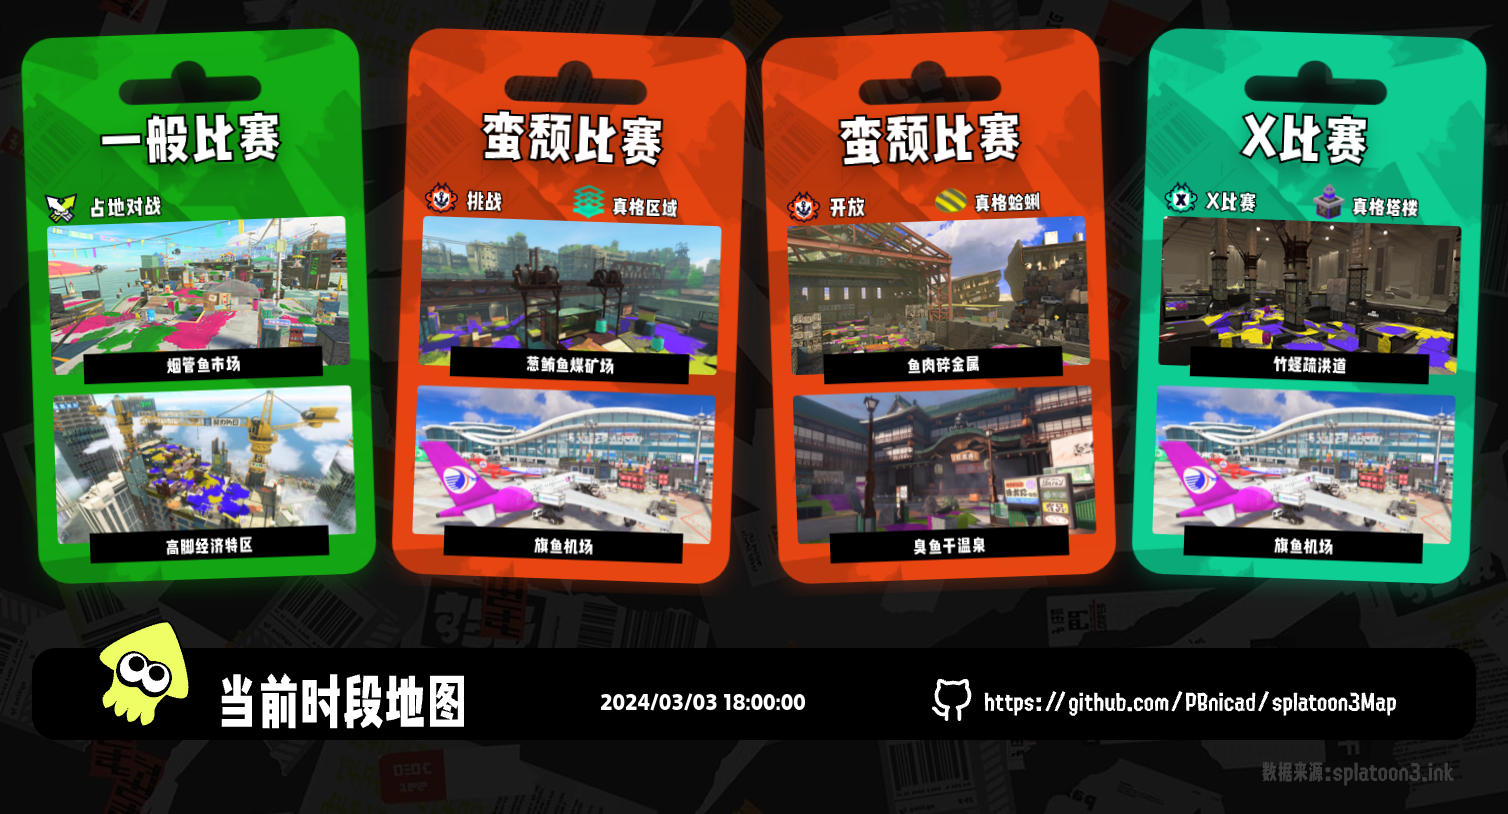 一般比赛
占地对战
烟管鱼市场
高脚经济特区
蛮颓比赛
挑战
真格区域
葱鲔鱼煤矿场
旗鱼机场
蛮颓比赛
开放
真格蛤蜊
鱼肉碎金属
臭鱼干温泉
X比赛
X比赛
真格塔楼
竹蛏疏洪道
旗鱼机场
当前时段地图
2024/03/03 18:00:00
https://github.com/PBnicad/splatoon3Map
数据来源:splatoon3.ink